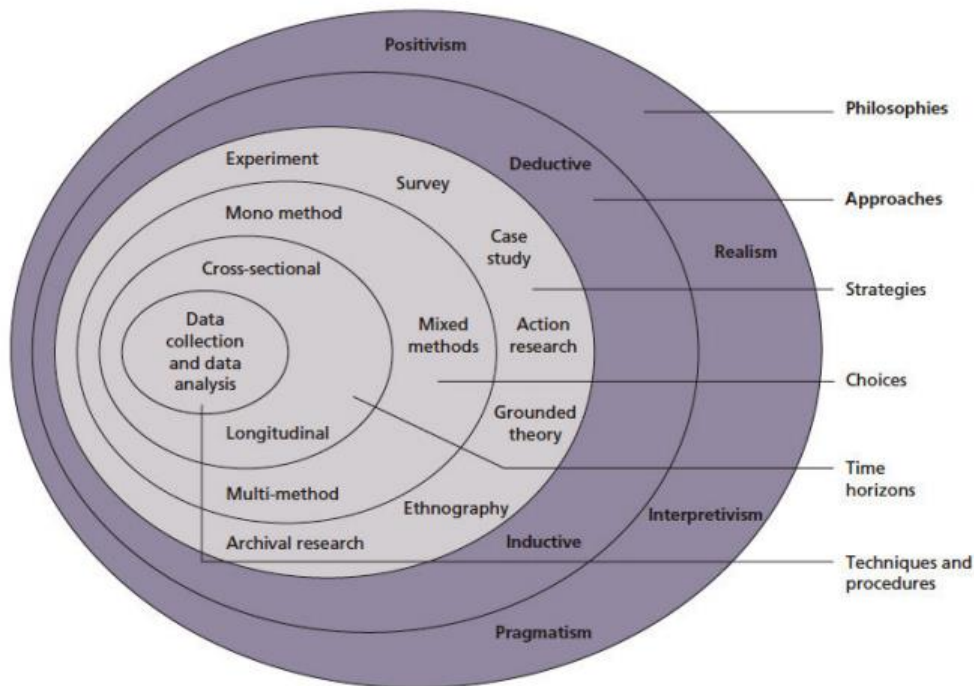 Positivism
Philosophies
Experiment
Deductive
Survey
Approaches
Mono method
Case
study
Realism
Cross-sectional
Strategies
Data
collection
and data
analysis
Mixed
methods
Action
research
Choices
Longitudinal
Grounded
theory
Time
horizons
Multi-method
Ethnography
Interpretivism
Archival research
Inductive
Techniques and
procedures
Pragmatism